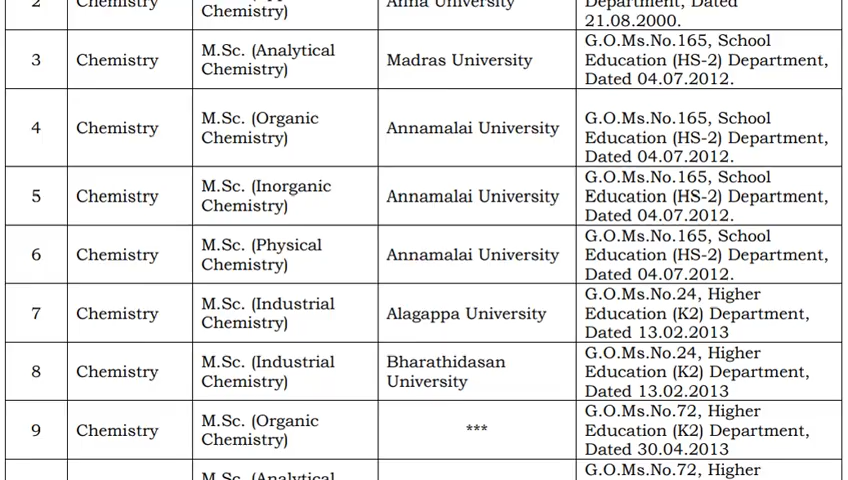 2 Chemistry Chemistry) Anna University Department, Dated
21.08.2000.
3 Chemistry M.Sc. (Analytical
Chemistry) Madras University G.O.Ms.No.165, School
Education (HS-2) Department,
Dated 04.07.2012.
4 Chemistry M.Sc. (Organic
Chemistry) Annamalai University G.O.Ms.No.165, School
Education (HS-2) Department,
Dated 04.07.2012.
5 Chemistry M.Sc. (Inorganic
Chemistry) Annamalai University G.O.Ms.No.165, School
Education (HS-2) Department,
Dated 04.07.2012.
6 Chemistry M.Sc. (Physical
Chemistry) Annamalai University G.O.Ms.No.165, School
Education (HS-2) Department,
Dated 04.07.2012.
7 Chemistry M.Sc. (Industrial
Chemistry) Alagappa University G.O.Ms.No.24, Higher
Education (K2) Department,
Dated 13.02.2013
8 Chemistry M.Sc. (Industrial
Chemistry) Bharathidasan
University G.O.Ms.No.24, Higher
Education (K2) Department,
Dated 13.02.2013
9 Chemistry M.Sc. (Organic
Chemistry) *** G.O.Ms.No.72, Higher
Education (K2) Department,
Dated 30.04.2013
M.Sc. (Analytical G.O.Ms.No.72, Higher